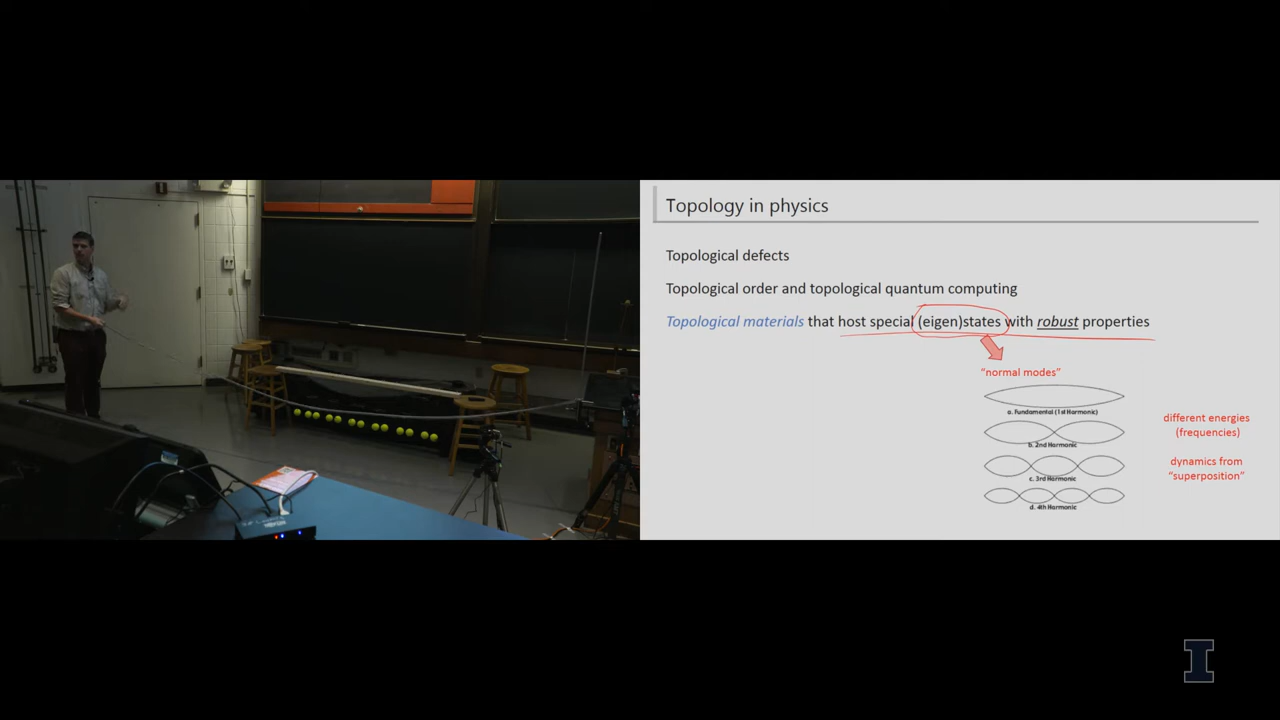 Topology in physics
Topological defects
Topological order and topological quantum computing
Topological materials that host special (eigen)states with robust properties
"normal modes"
a. Fundamental (1st Harmonic)
different energies
(frequencies)
b. 2nd Harmonic
dynamics from
"superposition"
c. 3rd Harmonic
d. 4th Harmonic
I